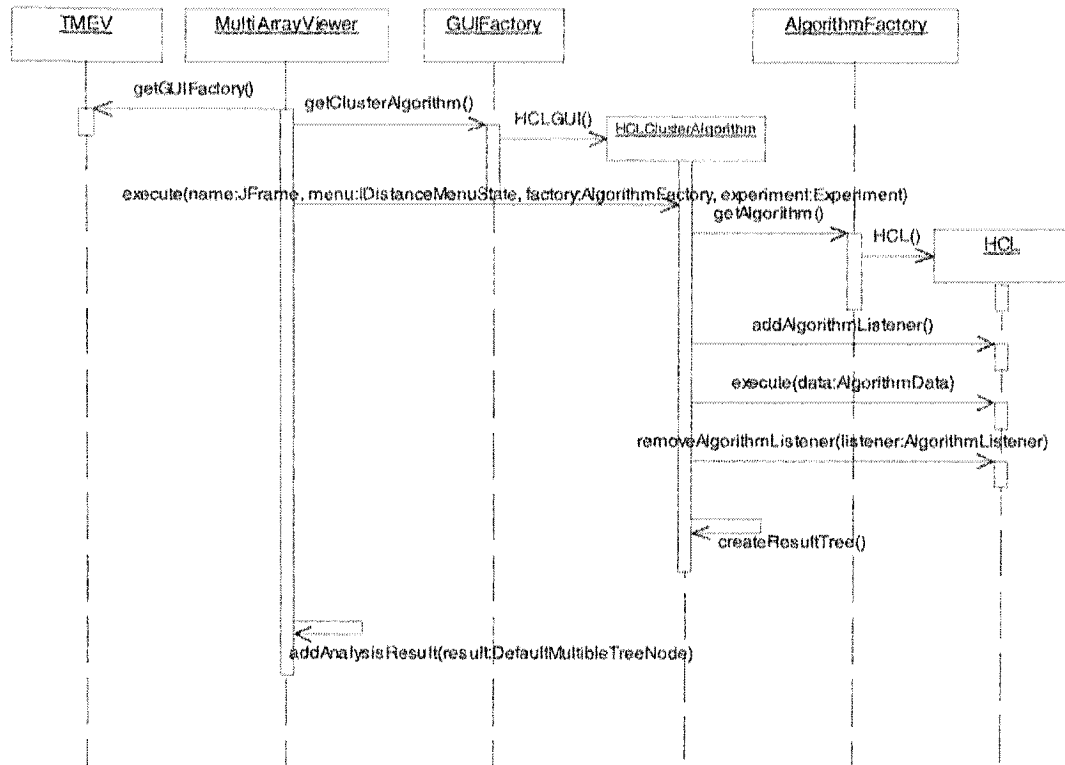 TMEV
MultiArrayViewer
GUIFactory
AlgorithmFactory
getGUIFactory()
getClusterAlgorithm()
HCLGUI()
HCLClusterAlgorithm
execute(name:JFrame, menu:IDistanceMenuState, factory:AlgorithmFactory, experiment:Experiment)
getAlgorithm()
HCL()
HCL
addAlgorithmListener()
execute(data:AlgorithmData)
removeAlgorithmListener(listener:AlgorithmListener)
createResultTree()
addAnalysisResult(result:DefaultMultibleTreeNode)